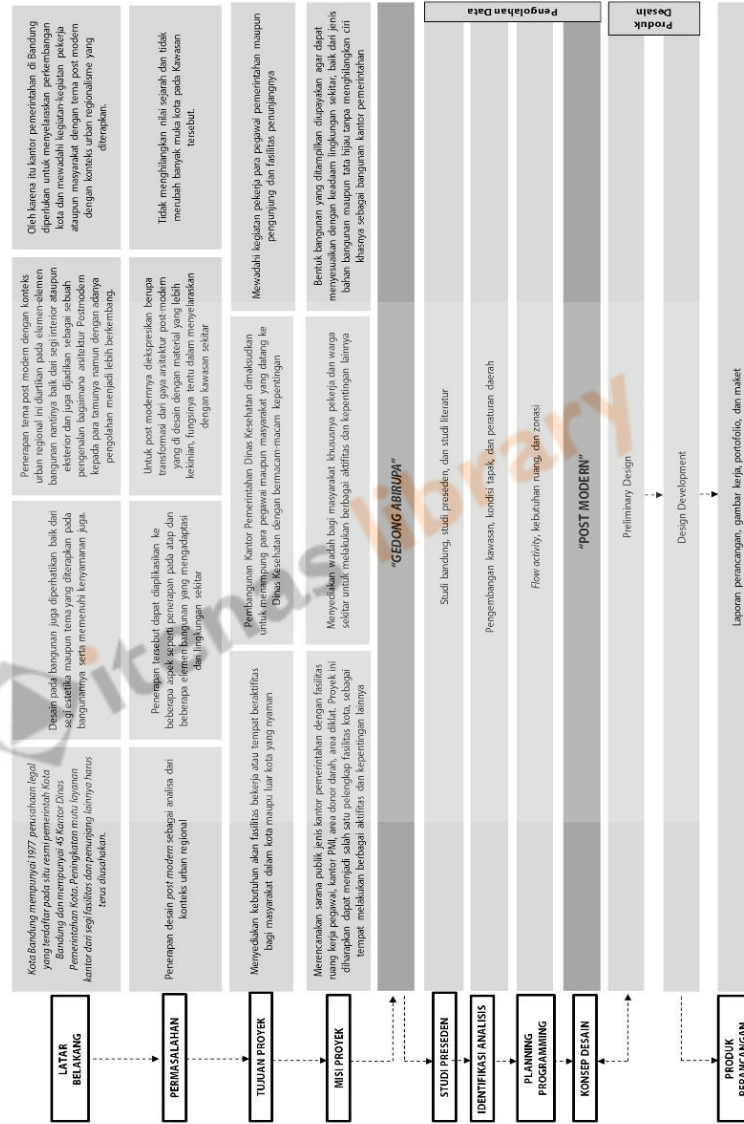 LATAR
BELAKANG
Kota Bandung mempunyai 1977 perusahaan legal
yang terdaftar pada situ resmi pemerintah Kota
Bandung dan mempunyai 45 Kantor Dinas
Pemerintahan Kota. Peningkatan mutu layanan
kantor dari segi fasilitas dan penunjang lainnya harus
terus diusahakan.
Desain pada bangunan juga diperhatikan baik dari
segi estetika maupun tema yang diterapkan pada
bangunannya serta memenuhi kenyamanan juga.
Penerapan tema post modern dengan konteks
urban regional ini diartikan pada elemen-elemen
bangunan nantinya baik dari segi interior ataupun
eksterior dan juga dijadikan sebagai sebuah
pengenalan bagaimana arsitektur Postmodern
kepada para tamunya namun dengan adanya
pengolahan menjadi lebih berkembang.
Oleh karena itu kantor pemerintahan di Bandung
diperlukan untuk menyelaraskan perkembangan
kota dan mewadahi kegiatan-kegiatan pekerja
ataupun masyarakat dengan tema post modern
dengan konteks urban regionalisme yang
diterapkan.
PERMASALAHAN
Penerapan desain post modern sebagai analisa dari
konteks urban regional
Penerapan tersebut dapat diaplikasikan ke
beberapa aspek seperti penerapan pada atap dan
beberapa elemen bangunan yang mengadaptasi
dari lingkungan sekitar
Untuk post modernnya diekspresikan berupa
transformasi dari gaya arsitektur post-modern
yang di desain dengan material yang lebih
kekinian, fungsinya tentu dalam menyelaraskan
dengan kawasan sekitar
Tidak menghilangkan nilai sejarah dan tidak
merubah banyak muka kota pada Kawasan
tersebut.
TUJUAN PROYEK
Menyediakan kebutuhan akan fasilitas bekerja atau tempat beraktifitas
bagi masyarakat dalam kota maupu luar kota yang nyaman
Pembangunan Kantor Pemerintahan Dinas Kesehatan dimaksudkan
untuk menampung para pegawai maupun masyarakat yang datang ke
Dinas Kesehatan dengan bermacam-macam kepentingan
Mewadahi kegiatan pekerja para pegawai pemerintahan maupun
pengunjung dan fasilitas penunjangnya
MISI PROYEK
Merencanakan sarana publik jenis kantor pemerintahan dengan fasilitas
ruang kerja pegawai, kantor PMI, area donor darah, area diklat. Proyek ini
diharapkan dapat menjadi salah satu pelengkap fasilitas kota, sebagai
tempat melakukan berbagai aktifitas dan kepentingan lainnya
Menyediakan wadah bagi masyarakat khususnya pekerja dan warga
sekitar untuk melakukan berbagai aktifitas dan kepentingan lainnya
Bentuk bangunan yang ditampilkan diupayakan agar dapat
menyesuaikan dengan keadaam lingkungan sekitar, baik dari jenis
bahan bangunan maupun tata hijau tanpa menghilangkan ciri
khasnya sebagai bangunan kantor pemerintahan
"GEDONG ABIRUPA"
STUDI PRESEDEN
Studi bandung, studi preseden, dan studi literatur
IDENTIFIKASI ANALISIS
Pengembangan kawasan, kondisi tapak, dan peraturan daerah
PLANNING
PROGRAMMING
Flow activity, kebutuhan ruang, dan zonasi
KONSEP DESAIN
"POST MODERN"
Pengolahan Data
Preliminary Design
Design Development
Desain
Produk
PRODUK
PERANCANGAN
Laporan perancangan, gambar kerja, portofolio, dan maket
itenas library